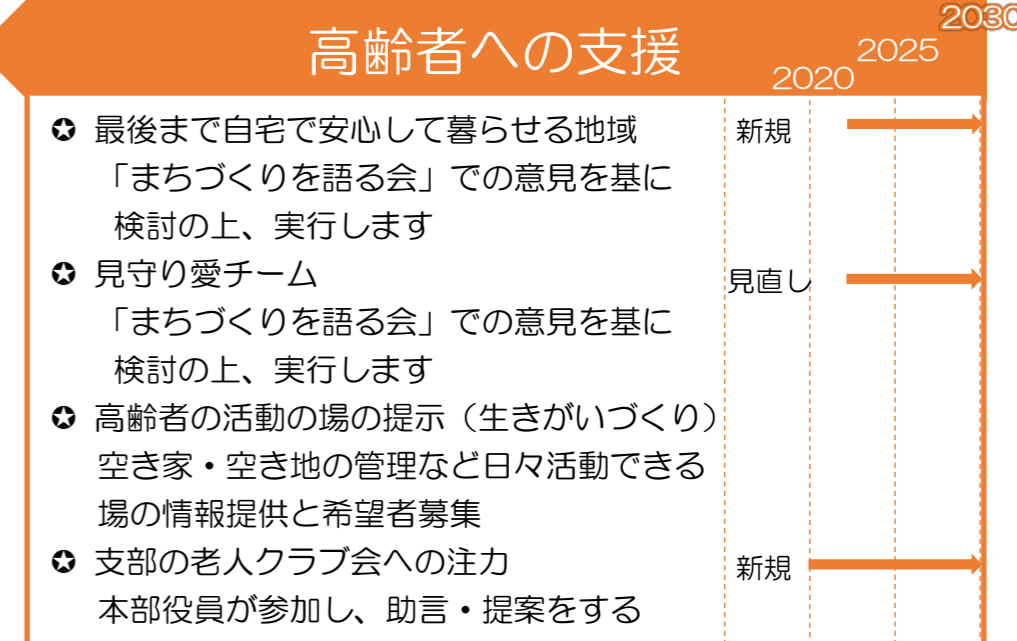 高齢者への支援
2020
2025
2030
✪ 最後まで自宅で安心して暮らせる地域 新規
「まちづくりを語る会」での意見を基に
検討の上、実行します
✪ 見守り愛チーム 見直し
「まちづくりを語る会」での意見を基に
検討の上、実行します
✪ 高齢者の活動の場の提示（生きがいづくり）
空き家・空き地の管理など日々活動できる
場の情報提供と希望者募集
✪ 支部の老人クラブ会への注力 新規
本部役員が参加し、助言・提案をする